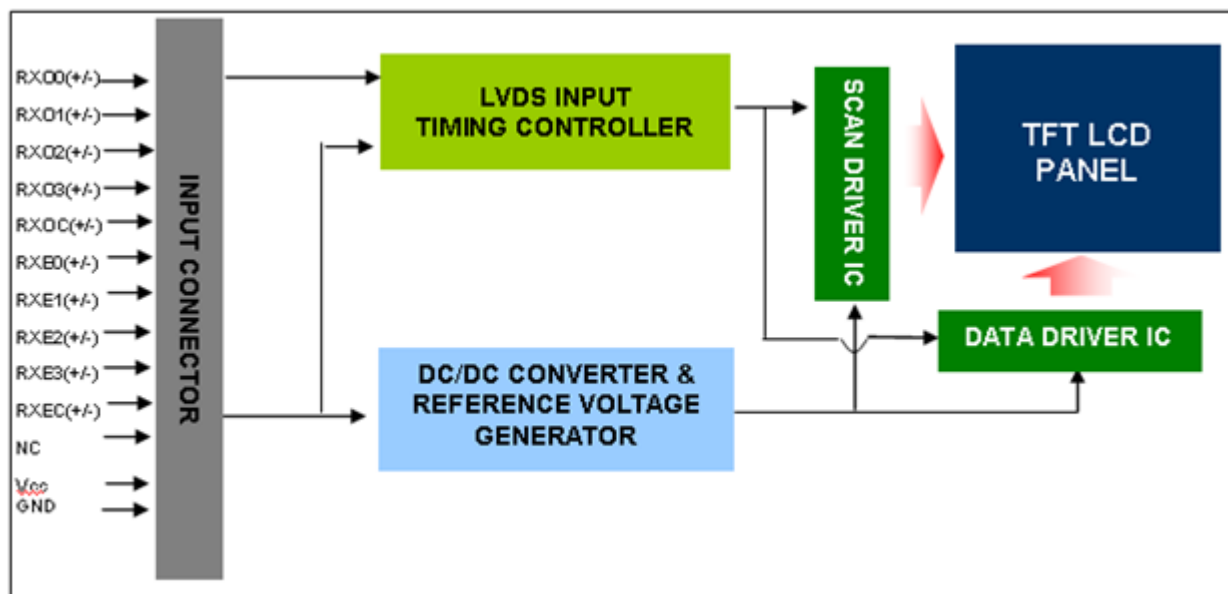 RXO0(+/-)
RXO1(+/-)
RXO2(+/-)
RXO3(+/-)
RXOC(+/-)
RXE0(+/-)
RXE1(+/-)
RXE2(+/-)
RXE3(+/-)
RXEC(+/-)
NC
Vcc
GND
INPUT CONNECTOR
LVDS INPUT
TIMING CONTROLLER
DC/DC CONVERTER &
REFERENCE VOLTAGE
GENERATOR
SCAN DRIVER IC
TFT LCD
PANEL
DATA DRIVER IC